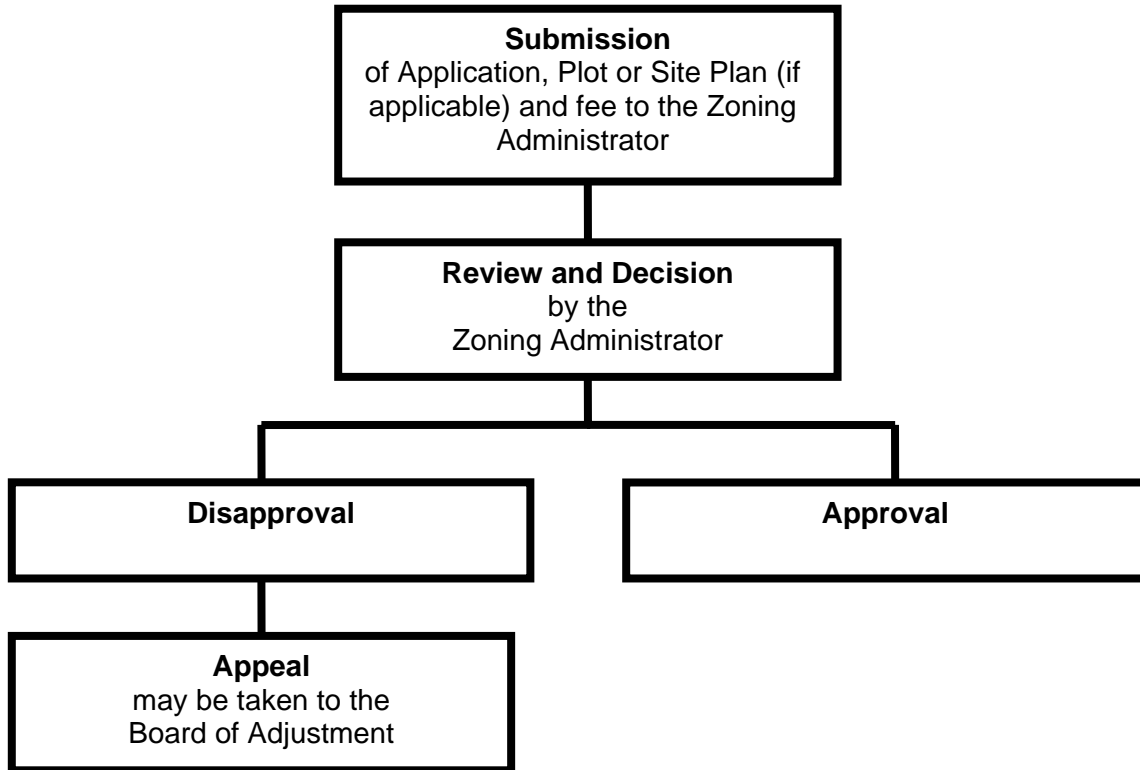 Submission
of Application, Plot or Site Plan (if
applicable) and fee to the Zoning
Administrator
Review and Decision
by the
Zoning Administrator
Disapproval
Approval
Appeal
may be taken to the
Board of Adjustment